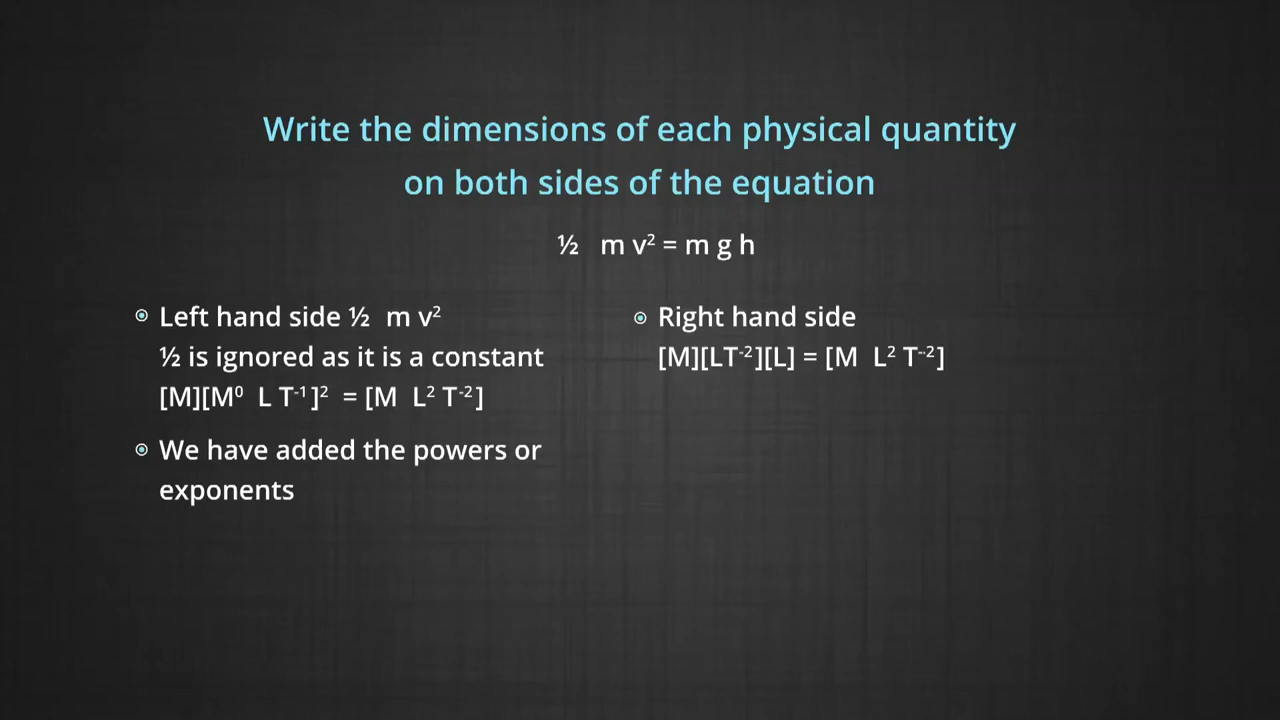 Write the dimensions of each physical quantity
on both sides of the equation
½ m v² = m g h
Left hand side ½ m v²
½ is ignored as it is a constant
[M][M⁰ L T⁻¹]² = [M L² T⁻²]
We have added the powers or
exponents
Right hand side
[M][LT⁻²][L] = [M L² T⁻⁻²]